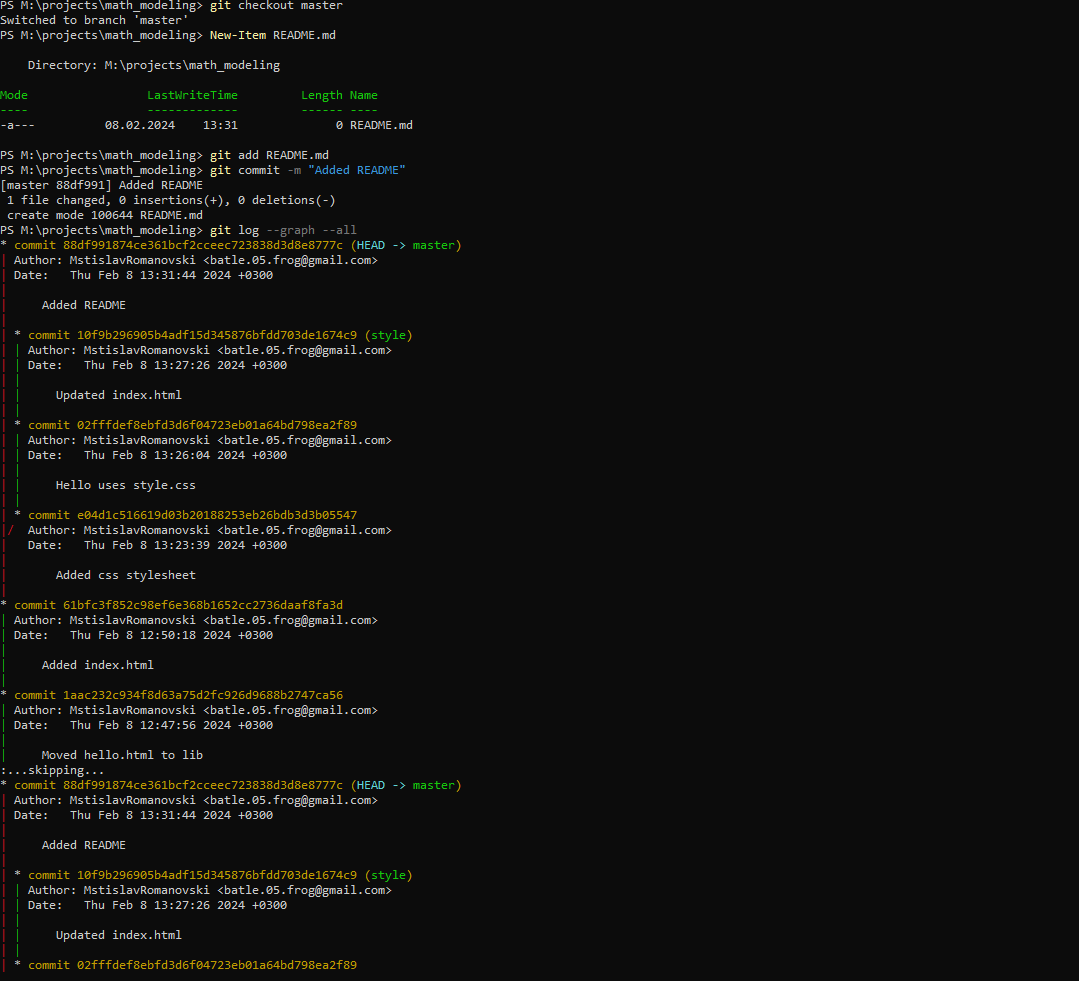 PS M:\projects\math_modeling> git checkout master
Switched to branch 'master'
PS M:\projects\math_modeling> New-Item README.md
    Directory: M:\projects\math_modeling
Mode                 LastWriteTime         Length Name
----                 -------------         ------ ----
-a---          08.02.2024    13:31              0 README.md
PS M:\projects\math_modeling> git add README.md
PS M:\projects\math_modeling> git commit -m "Added README"
[master 88df991] Added README
 1 file changed, 0 insertions(+), 0 deletions(-)
 create mode 100644 README.md
PS M:\projects\math_modeling> git log --graph --all
* commit 88df991874ce361bcf2cceec723838d3d8e8777c (HEAD -> master)
| Author: MstislavRomanovski <batle.05.frog@gmail.com>
| Date:   Thu Feb 8 13:31:44 2024 +0300
|
|     Added README
|
| * commit 10f9b296905b4adf15d345876bfdd703de1674c9 (style)
| | Author: MstislavRomanovski <batle.05.frog@gmail.com>
| | Date:   Thu Feb 8 13:27:26 2024 +0300
| |
| |     Updated index.html
| |
| * commit 02fffdef8ebfd3d6f04723eb01a64bd798ea2f89
| | Author: MstislavRomanovski <batle.05.frog@gmail.com>
| | Date:   Thu Feb 8 13:26:04 2024 +0300
| |
| |     Hello uses style.css
| |
| * commit e04d1c516619d03b20188253eb26bdb3d3b05547
|/  Author: MstislavRomanovski <batle.05.frog@gmail.com>
|   Date:   Thu Feb 8 13:23:39 2024 +0300
|
|       Added css stylesheet
|
* commit 61bfc3f852c98ef6e368b1652cc2736daaf8fa3d
| Author: MstislavRomanovski <batle.05.frog@gmail.com>
| Date:   Thu Feb 8 12:50:18 2024 +0300
|
|     Added index.html
|
* commit 1aac232c934f8d63a75d2fc926d9688b2747ca56
| Author: MstislavRomanovski <batle.05.frog@gmail.com>
| Date:   Thu Feb 8 12:47:56 2024 +0300
|
|     Moved hello.html to lib
:...skipping...
* commit 88df991874ce361bcf2cceec723838d3d8e8777c (HEAD -> master)
| Author: MstislavRomanovski <batle.05.frog@gmail.com>
| Date:   Thu Feb 8 13:31:44 2024 +0300
|
|     Added README
|
| * commit 10f9b296905b4adf15d345876bfdd703de1674c9 (style)
| | Author: MstislavRomanovski <batle.05.frog@gmail.com>
| | Date:   Thu Feb 8 13:27:26 2024 +0300
| |
| |     Updated index.html
| |
| * commit 02fffdef8ebfd3d6f04723eb01a64bd798ea2f89